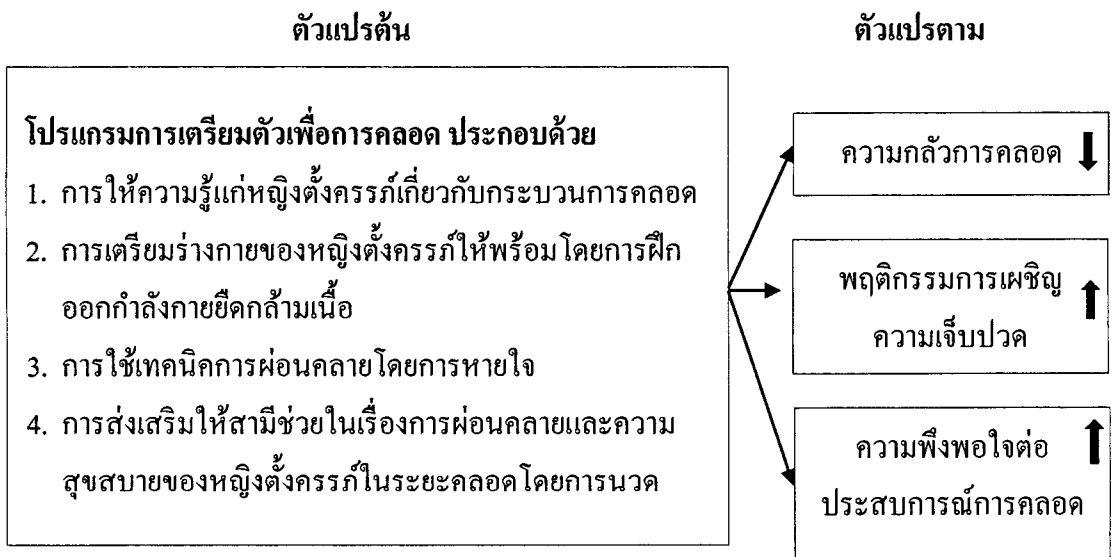 ตัวแปรต้น
ตัวแปรตาม
โปรแกรมการเตรียมตัวเพื่อการคลอด ประกอบด้วย
1. การให้ความรู้แก่หญิงตั้งครรภ์เกี่ยวกับกระบวนการคลอด
2. การเตรียมร่างกายของหญิงตั้งครรภ์ให้พร้อมโดยการฝึก
ออกกำลังกายยืดกล้ามเนื้อ
3. การใช้เทคนิคการผ่อนคลายโดยการหายใจ
4. การส่งเสริมให้สามีช่วยในเรื่องการผ่อนคลายและความ
สุขสบายของหญิงตั้งครรภ์ในระยะคลอดโดยการนวด
ความกลัวการคลอด
พฤติกรรมการเผชิญ
ความเจ็บปวด
ความพึงพอใจต่อ
ประสบการณ์การคลอด